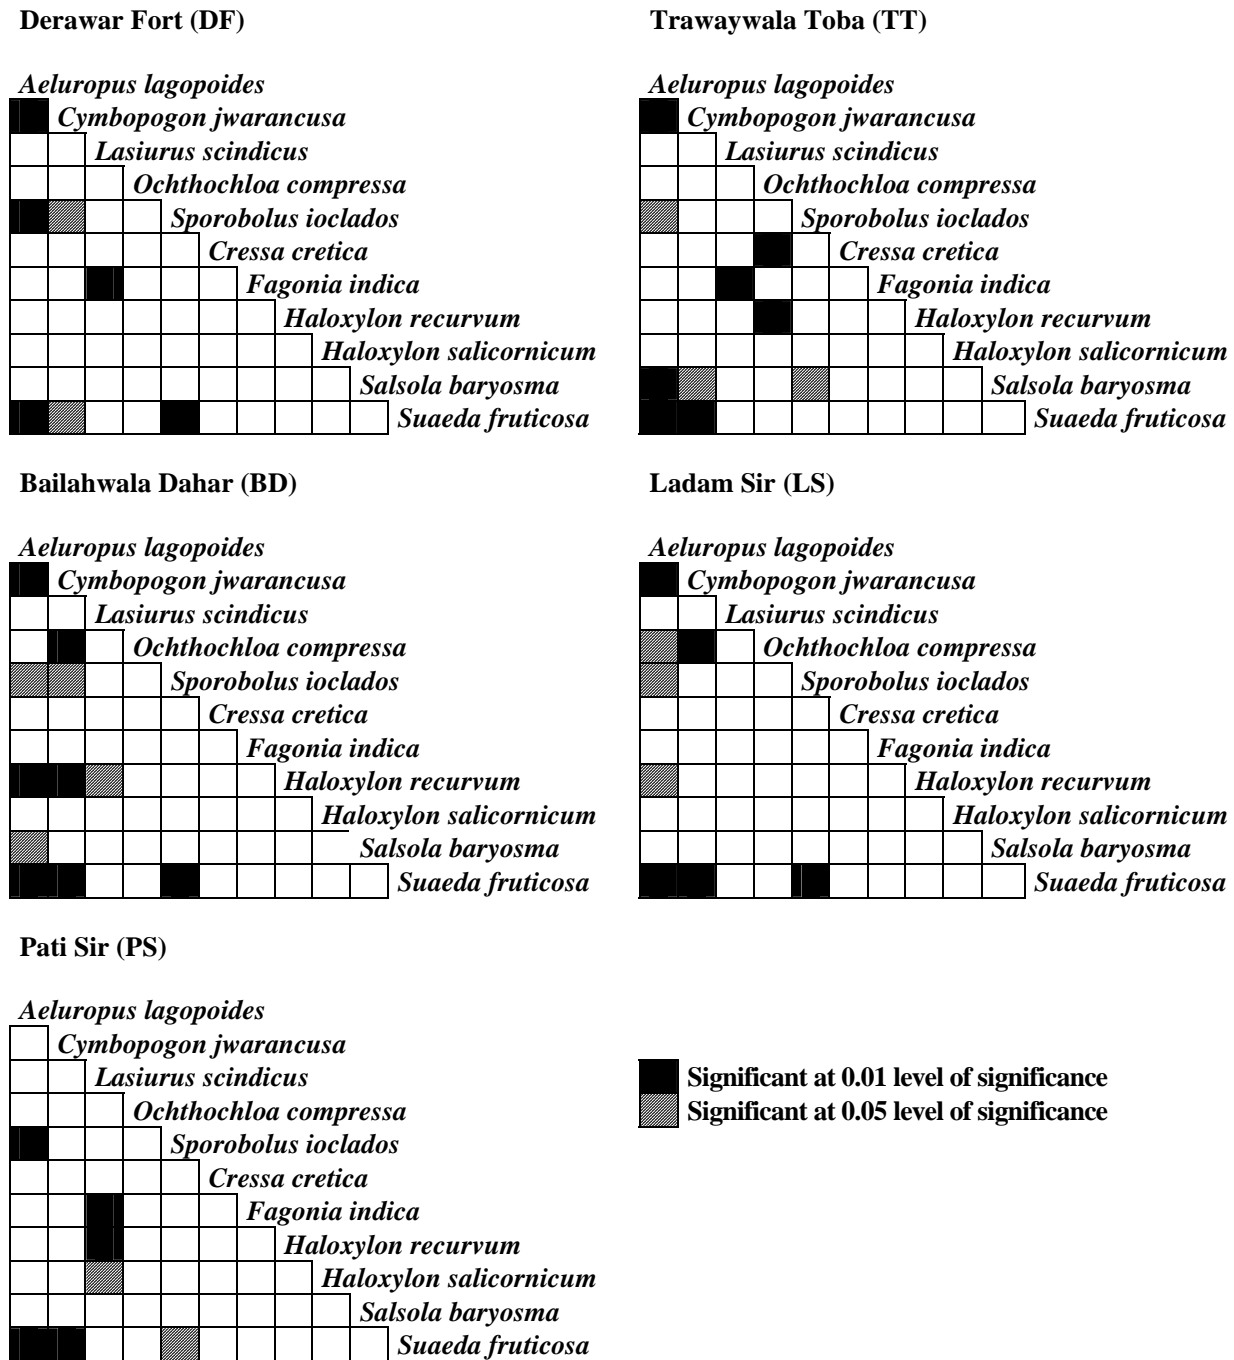 Derawar Fort (DF)
Aeluropus lagopoides
Cymbopogon jwarancusa
Lasiurus scindicus
Ochthochloa compressa
Sporobolus ioclados
Cressa cretica
Fagonia indica
Haloxylon recurvum
Haloxylon salicornicum
Salsola baryosma
Suaeda fruticosa
Trawaywala Toba (TT)
Aeluropus lagopoides
Cymbopogon jwarancusa
Lasiurus scindicus
Ochthochloa compressa
Sporobolus ioclados
Cressa cretica
Fagonia indica
Haloxylon recurvum
Haloxylon salicornicum
Salsola baryosma
Suaeda fruticosa
Bailahwala Dahar (BD)
Aeluropus lagopoides
Cymbopogon jwarancusa
Lasiurus scindicus
Ochthochloa compressa
Sporobolus ioclados
Cressa cretica
Fagonia indica
Haloxylon recurvum
Haloxylon salicornicum
Salsola baryosma
Suaeda fruticosa
Ladam Sir (LS)
Aeluropus lagopoides
Cymbopogon jwarancusa
Lasiurus scindicus
Ochthochloa compressa
Sporobolus ioclados
Cressa cretica
Fagonia indica
Haloxylon recurvum
Haloxylon salicornicum
Salsola baryosma
Suaeda fruticosa
Pati Sir (PS)
Aeluropus lagopoides
Cymbopogon jwarancusa
Lasiurus scindicus
Ochthochloa compressa
Sporobolus ioclados
Cressa cretica
Fagonia indica
Haloxylon recurvum
Haloxylon salicornicum
Salsola baryosma
Suaeda fruticosa
Significant at 0.01 level of significance
Significant at 0.05 level of significance